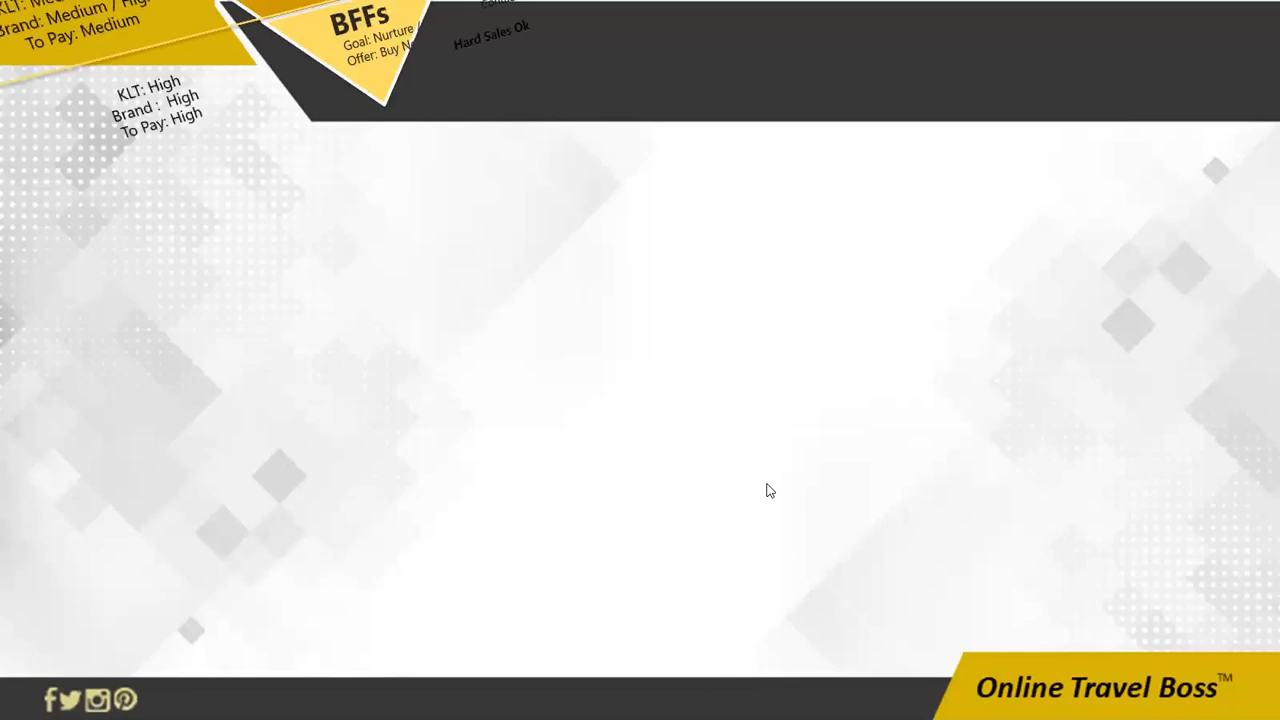 KLT:
Brand: Medium /
To Pay: Medium
BFFs
Goal: Nurture /
Offer: Buy
Hard Sales Ok
KLT: High
Brand : High
To Pay: High
Online Travel Boss™